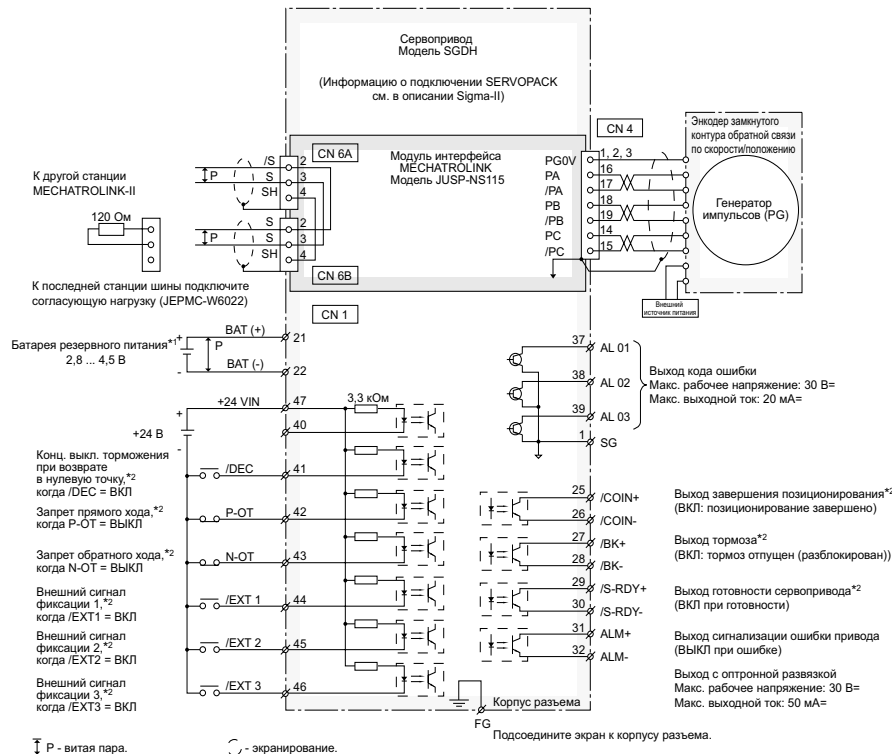 Сервопривод
Модель SGDH
(Информацию о подключении SERVOPACK
см. в описании Sigma-II)
CN 4
Энкодер замкнутого
контура обратной связи
по скорости/положению
CN 6A
Модуль интерфейса
MECHATROLINK
Модель JUSP-NS115
К другой станции
MECHATROLINK-II
P
/S 2
S 3
SH 4
120 Ом
P
S 2
S 3
SH 4
CN 6B
К последней станции шины подключите
согласующую нагрузку (JEPMC-W6022)
PG0V 1, 2, 3
PA 16
/PA 17
PB 18
/PB 19
PC 14
/PC 15
Генератор
импульсов (PG)
Внешний
источник питания
CN 1
Батарея резервного питания*1
2,8 ... 4,5 В
+
-
BAT (+) 21
P
BAT (-) 22
+24 VIN 47
3,3 кОм
40
+
+24 В
-
Конц. выкл. торможения
при возврате
в нулевую точку,*2
когда /DEC = ВКЛ
/DEC 41
Запрет прямого хода,*2
когда P-OT = ВЫКЛ
P-OT 42
Запрет обратного хода,*2
когда N-OT = ВЫКЛ
N-OT 43
Внешний сигнал
фиксации 1,*2
когда /EXT1 = ВКЛ
/EXT 1 44
Внешний сигнал
фиксации 2,*2
когда /EXT2 = ВКЛ
/EXT 2 45
Внешний сигнал
фиксации 3,*2
когда /EXT3 = ВКЛ
/EXT 3 46
37 AL 01
38 AL 02
39 AL 03
1 SG
Выход кода ошибки
Макс. рабочее напряжение: 30 В=
Макс. выходной ток: 20 мА=
25 /COIN+
26 /COIN-
Выход завершения позиционирования*2
(ВКЛ: позиционирование завершено)
27 /BK+
28 /BK-
Выход тормоза*2
(ВКЛ: тормоз отпущен (разблокирован))
29 /S-RDY+
30 /S-RDY-
Выход готовности сервопривода*2
(ВКЛ при готовности)
31 ALM+
32 ALM-
Выход сигнализации ошибки привода
(ВЫКЛ при ошибке)
Выход с оптронной развязкой
Макс. рабочее напряжение: 30 В=
Макс. выходной ток: 50 мА=
Корпус разъема
FG
Подсоедините экран к корпусу разъема.
P - витая пара.
- экранирование.